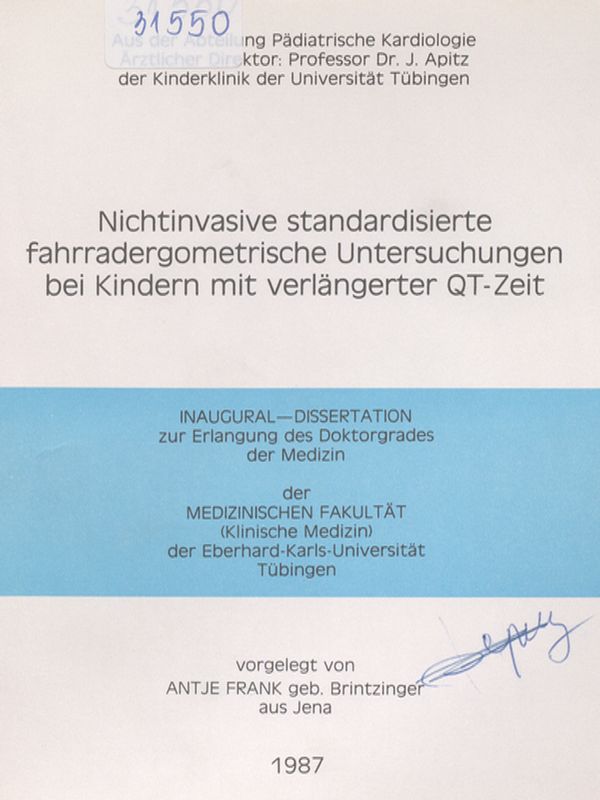 31550
Aus der Abteilung Pädiatrische Kardiologie
Ärztlicher Direktor: Professor Dr. J. Apitz
der Kinderklinik der Universität Tübingen
Nichtinvasive standardisierte
fahrradergometrische Untersuchungen
bei Kindern mit verlängerter QT-Zeit
INAUGURAL—DISSERTATION
zur Erlangung des Doktorgrades
der Medizin
der
MEDIZINISCHEN FAKULTÄT
(Klinische Medizin)
der Eberhard-Karls-Universität
Tübingen
vorgelegt von
ANTJE FRANK geb. Brintzinger
aus Jena
1987